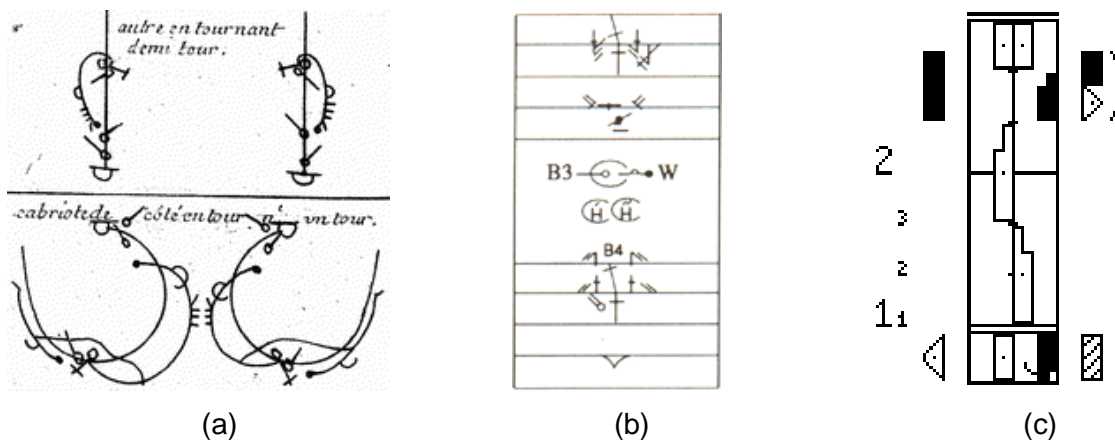 autre en tournant
demi tour.
cabriole de côté en tour n^t un tour.
B3 W
H H
B4
2
3
2
1 1
(a) (b) (c)